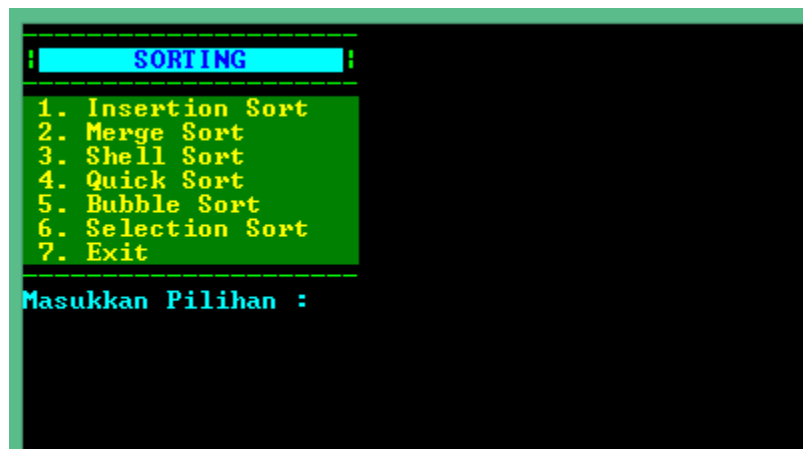 SORTING
1. Insertion Sort
2. Merge Sort
3. Shell Sort
4. Quick Sort
5. Bubble Sort
6. Selection Sort
7. Exit
Masukkan Pilihan :